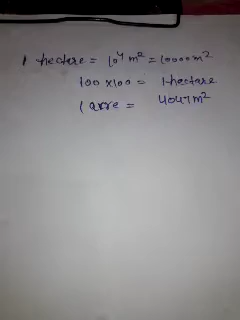 1 hectare = 10⁴ m² = 10000 m²
100 x 100 = 1 hectare
1 acre = 4047 m²